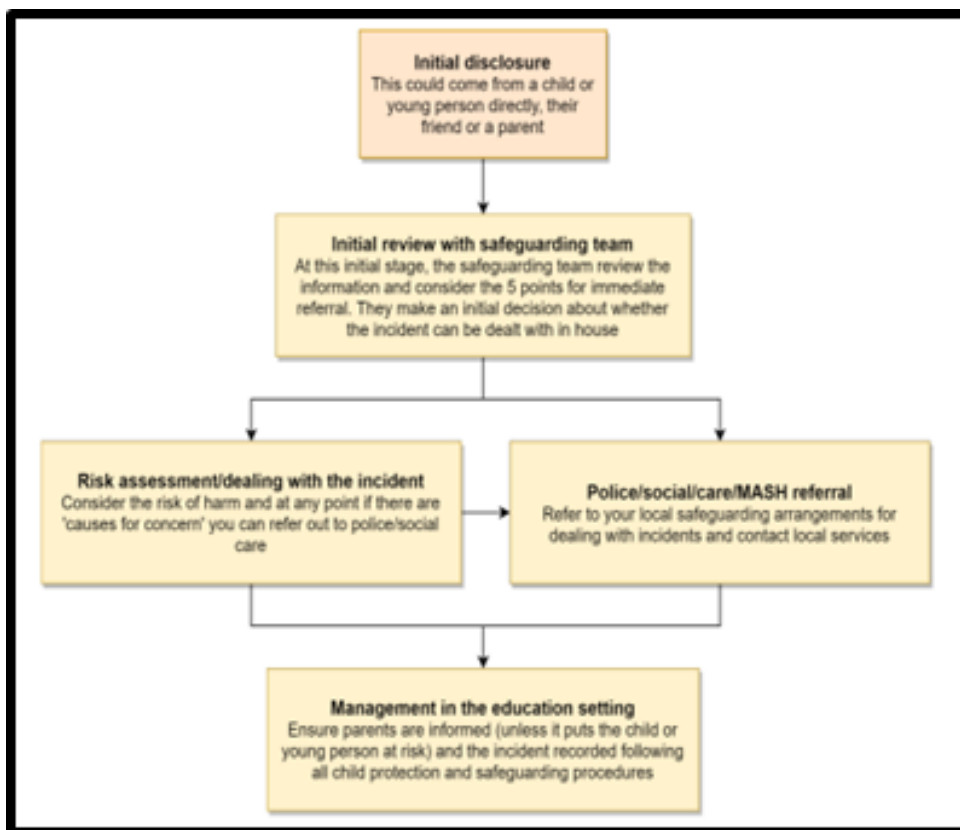 Initial disclosure
This could come from a child or
young person directly, their
friend or a parent
Initial review with safeguarding team
At this initial stage, the safeguarding team review the
information and consider the 5 points for immediate
referral. They make an initial decision about whether
the incident can be dealt with in house
Risk assessment/dealing with the incident
Consider the risk of harm and at any point if there are
'causes for concern' you can refer out to police/social
care
Police/social/care/MASH referral
Refer to your local safeguarding arrangements for
dealing with incidents and contact local services
Management in the education setting
Ensure parents are informed (unless it puts the child or
young person at risk) and the incident recorded following
all child protection and safeguarding procedures